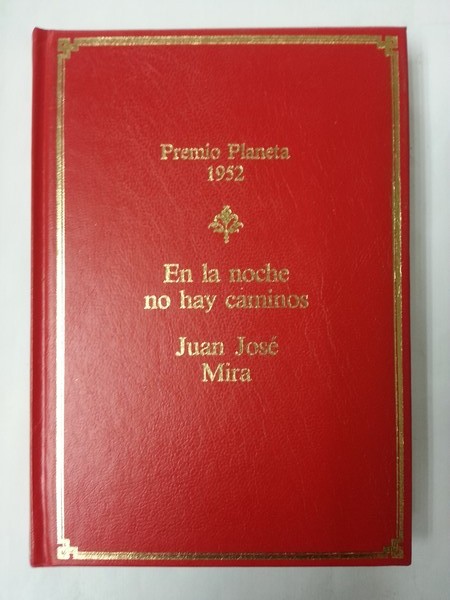 Premio Planeta
1952
En la noche
no hay caminos
Juan José
Mira